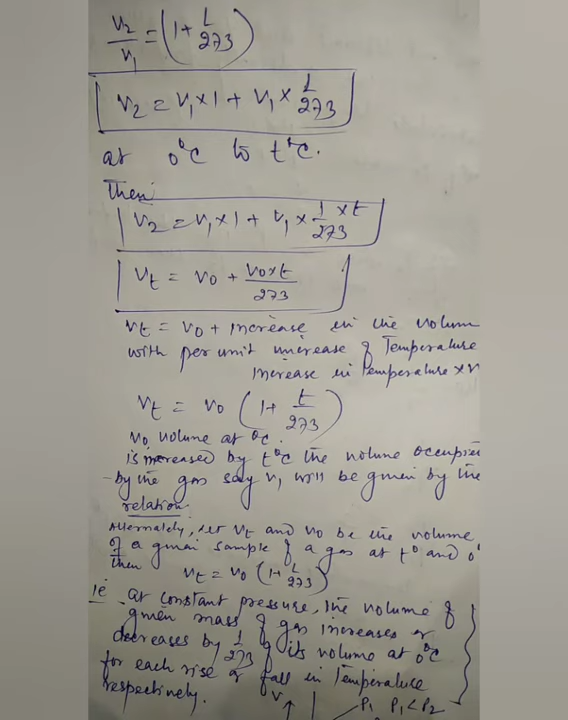 V2/V1 = (1 + 1/273)
V2 = V1 × 1 + V1 × 1/273
at 0°C to t°C.
Then
V2 = V1 × 1 + V1 × 1/273 × t
Vt = V0 + V0×t/273
Vt = V0 + increase in the volume
with per unit increase of Temperature
increase in temperature ×
Vt = V0 (1 + t/273)
V0 volume at 0°C.
is increased by t°C the volume occupied
by the gas say V, will be given by the
relation.
Alternately, let Vt and V0 be the volume
of a given sample of a gas at t° and 0°
then
Vt = V0 (1 + t/273)
ie At constant pressure, the volume of
given mass of gas increases or
decreases by 1/273 of its volume at 0°C
for each rise or fall in Temperature
respectively.
V P1 P1 < P2